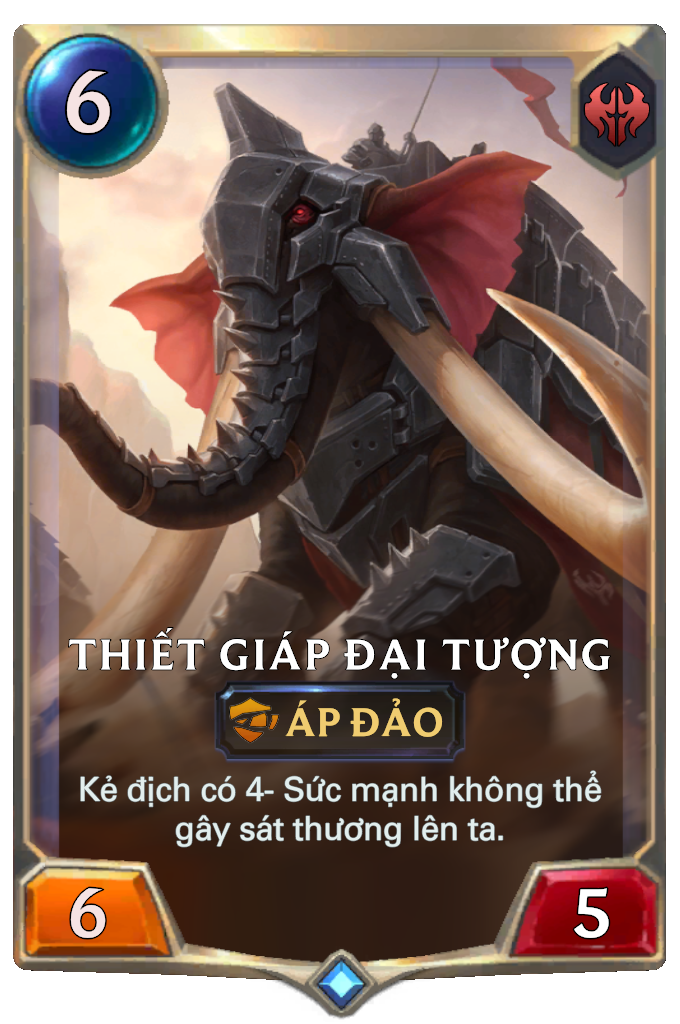 6
THIẾT GIÁP ĐẠI TƯỢNG
ÁP ĐẢO
Kẻ địch có 4- Sức mạnh không thể
gây sát thương lên ta.
6
5